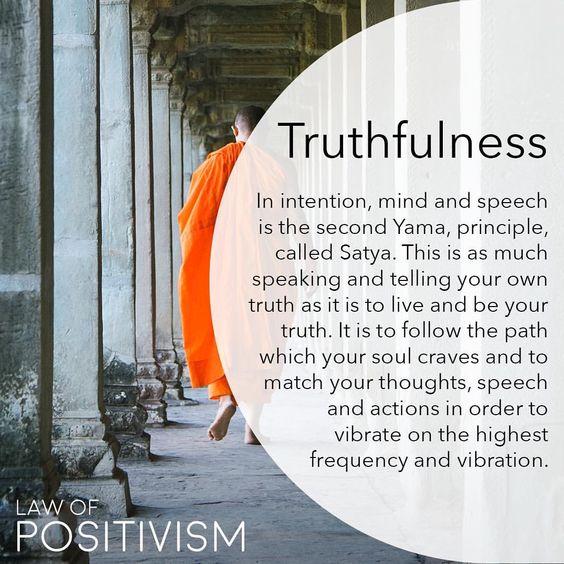 Truthfulness
In intention, mind and speech
is the second Yama, principle,
called Satya. This is as much
speaking and telling your own
truth as it is to live and be your
truth. It is to follow the path
which your soul craves and to
match your thoughts, speech
and actions in order to
vibrate on the highest
frequency and vibration.
LAW OF
POSITIVISM